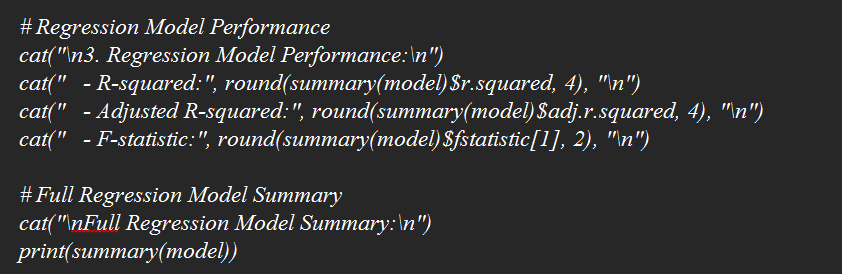 # Regression Model Performance
cat("\n3. Regression Model Performance:\n")
cat("   - R-squared:", round(summary(model)$r.squared, 4), "\n")
cat("   - Adjusted R-squared:", round(summary(model)$adj.r.squared, 4), "\n")
cat("   - F-statistic:", round(summary(model)$fstatistic[1], 2), "\n")

# Full Regression Model Summary
cat("\nFull Regression Model Summary:\n")
print(summary(model))